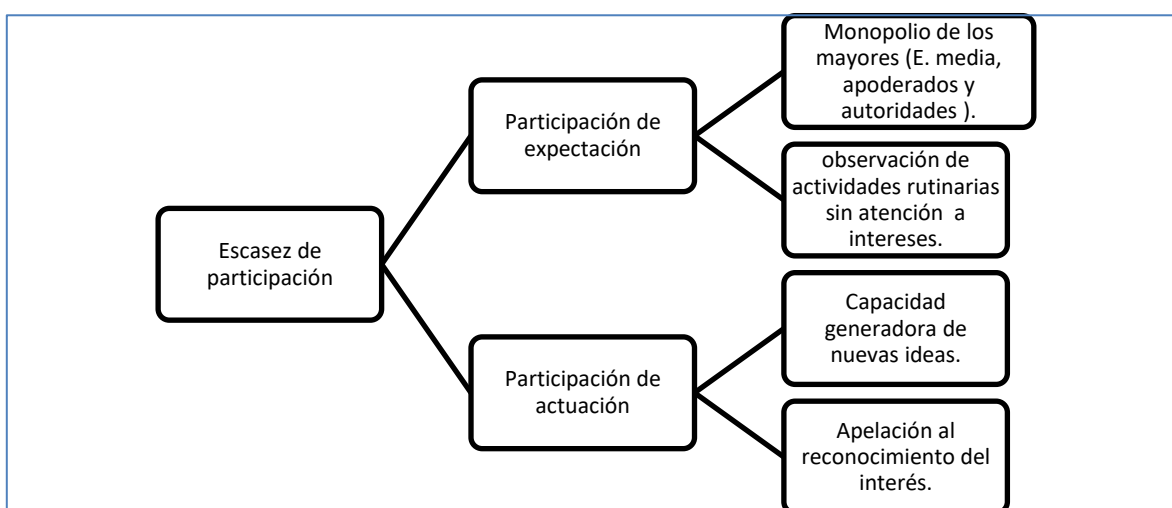 Monopolio de los
mayores (E. media,
apoderados y
autoridades ).
Participación de
expectación
observación de
actividades rutinarias
sin atención a
intereses.
Escasez de
participación
Capacidad
generadora de
nuevas ideas.
Participación de
actuación
Apelación al
reconocimiento del
interés.